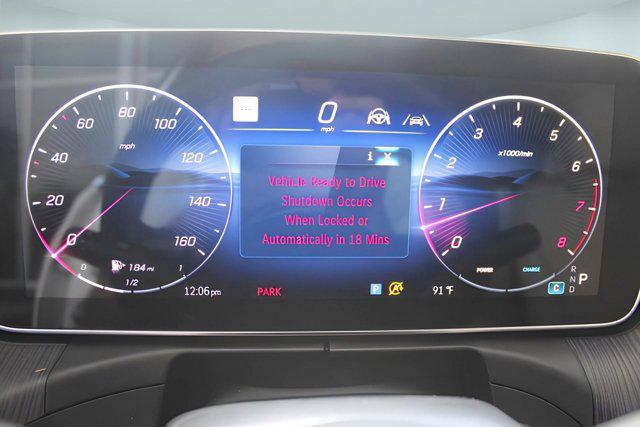 60 80 100
40 mph 120
20 140
0 160
0 184 mi 1
1/2
0
mph
i X
Vehicle Ready to Drive
Shutdown Occurs
When Locked or
Automatically in 18 Mins
3 4 5
2 x1000/min 6
1 7
0 8
POWER CHARGE
R
N P
D
C
12:06 pm PARK P 91 °F